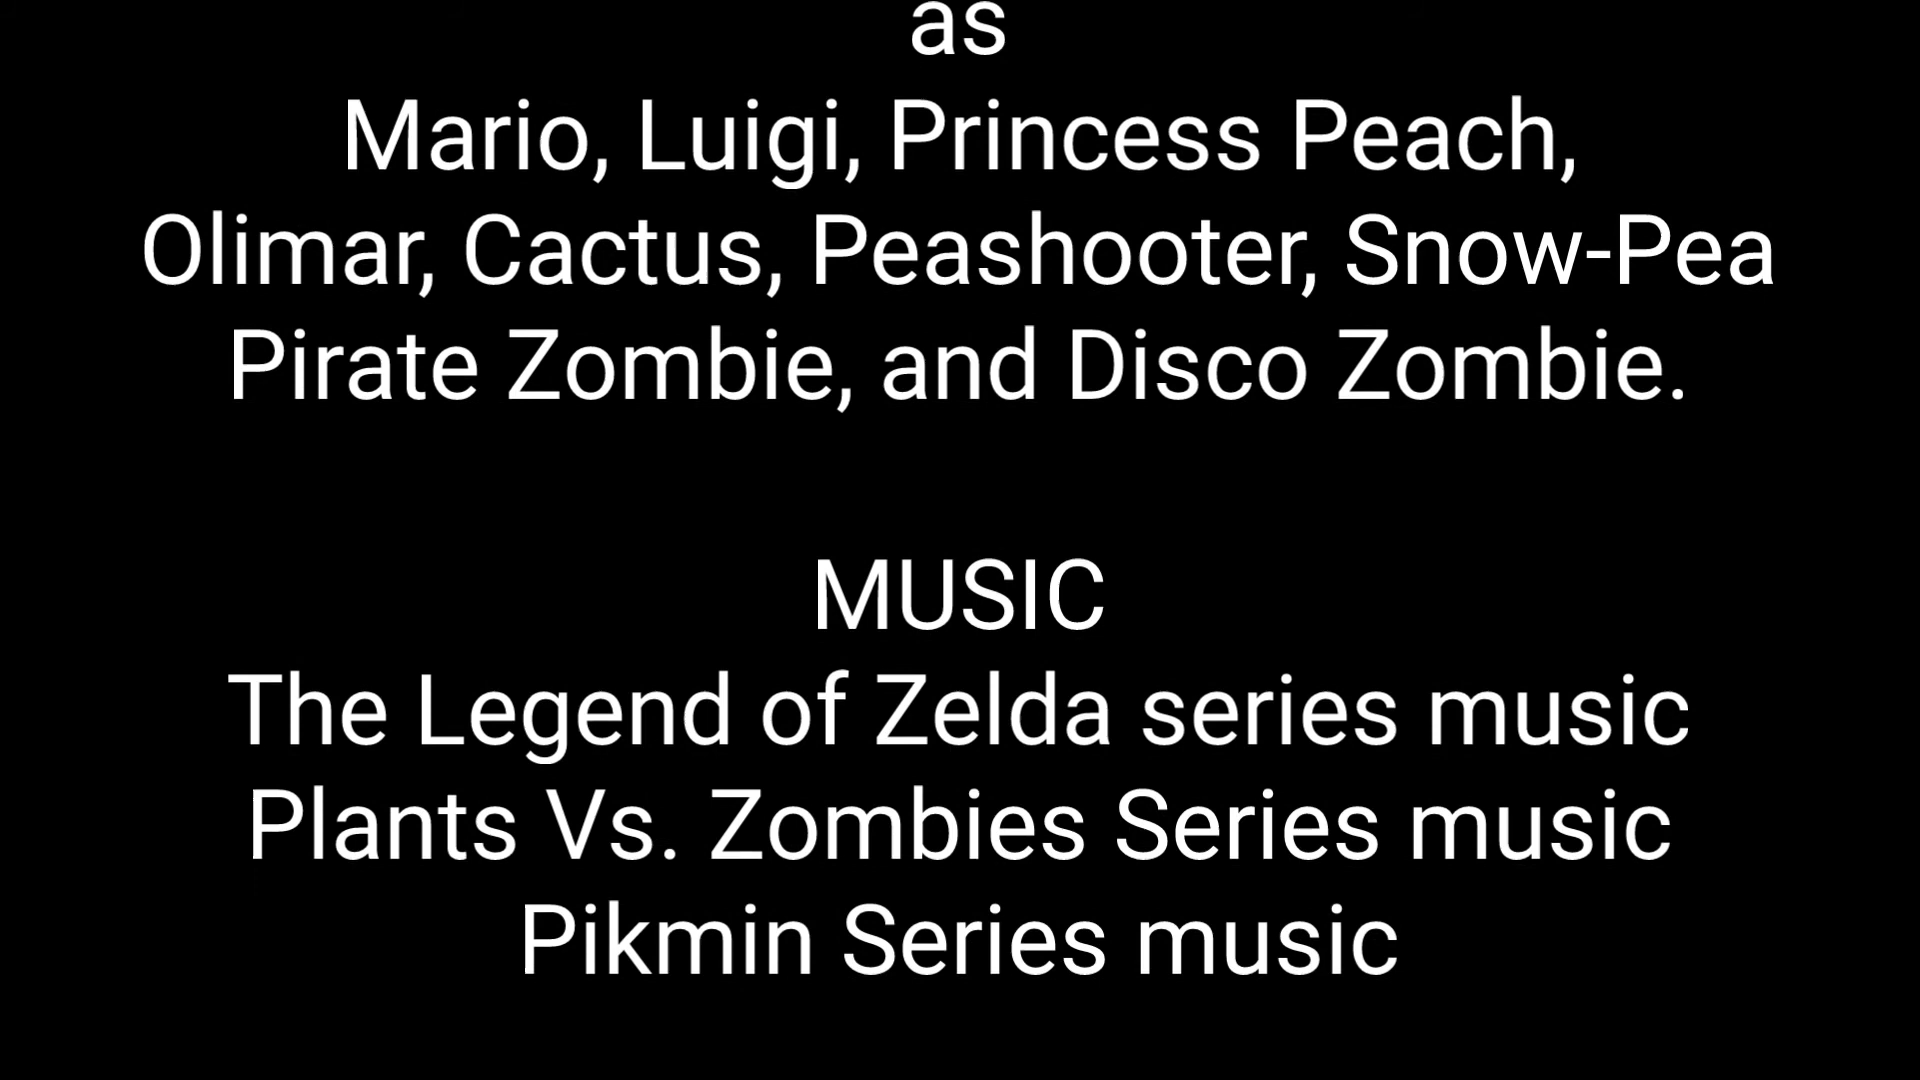 as
Mario, Luigi, Princess Peach,
Olimar, Cactus, Peashooter, Snow-Pea
Pirate Zombie, and Disco Zombie.
MUSIC
The Legend of Zelda series music
Plants Vs. Zombies Series music
Pikmin Series music